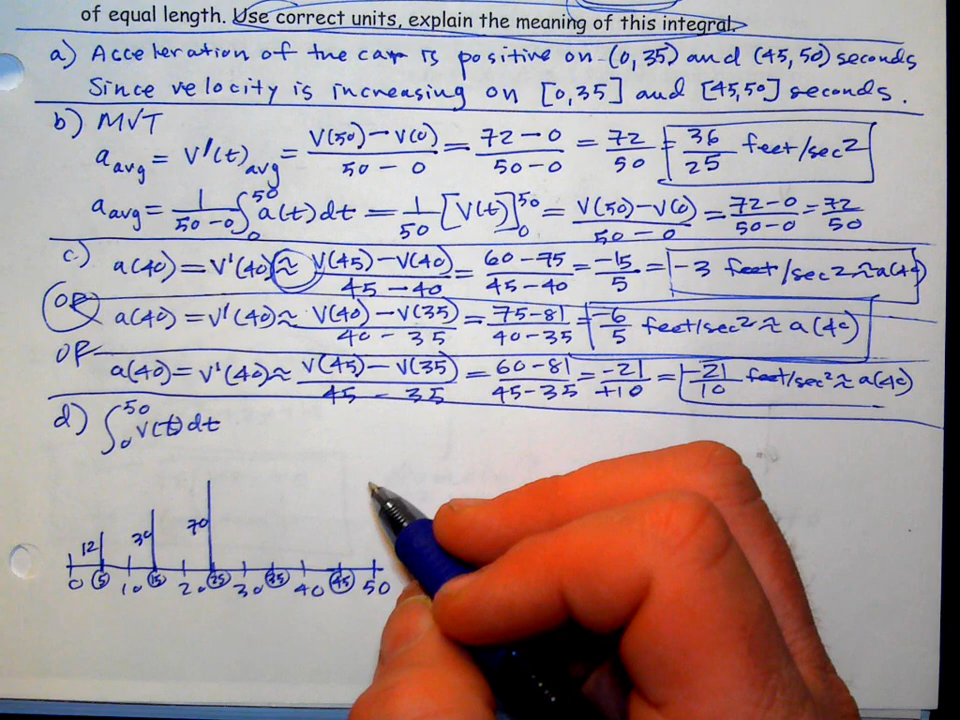 of equal length. Use correct units, explain the meaning of this integral.
a) Acceleration of the car is positive on (0,35) and (45,50) seconds
Since velocity is increasing on [0,35] and [45,50] seconds.
b) MVT
a avg = V'(t) avg = V(50)-V(0) / 50-0 = 72-0 / 50-0 = 72/50 = 36/25 feet/sec²
a avg = 1/50-0 ∫₀⁵⁰ a(t)dt = 1/50 [V(t)]₀⁵⁰ = V(50)-V(0) / 50-0 = 72-0 / 50-0 = 72/50
c) a(40) = V'(40) ≈ V(45)-V(40) / 45-40 = 60-75 / 45-40 = -15/5 = -3 feet/sec² ≈ a(40)
OR
a(40) = V'(40) ≈ V(40)-V(35) / 40-35 = 75-81 / 40-35 = -6/5 feet/sec² ≈ a(40)
OR
a(40) = V'(40) ≈ V(45)-V(35) / 45-35 = 60-81 / 45-35 = -21/+10 = -21/10 feet/sec² ≈ a(40)
d) ∫₀⁵⁰ V(t)dt
12 30 70
0 5 10 15 20 25 30 35 40 45 50